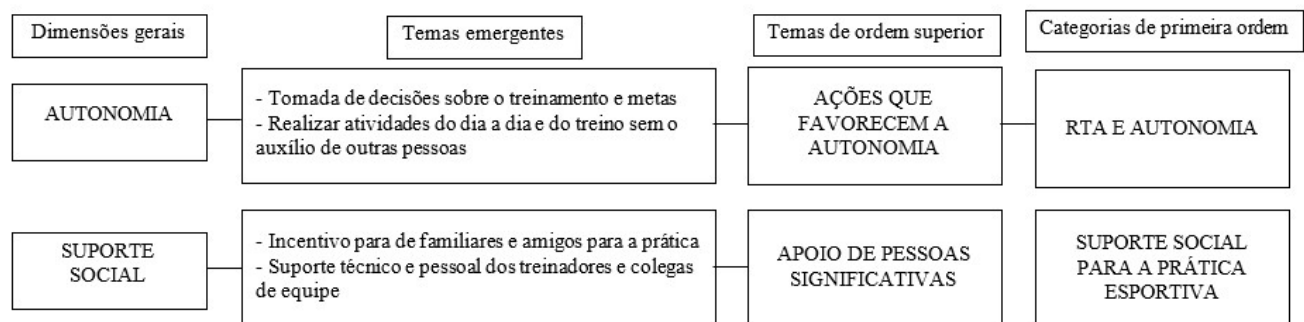 Dimensões gerais
Temas emergentes
Temas de ordem superior
Categorias de primeira ordem
AUTONOMIA
- Tomada de decisões sobre o treinamento e metas
- Realizar atividades do dia a dia e do treino sem o
auxílio de outras pessoas
AÇÕES QUE
FAVORECEM A
AUTONOMIA
RTA E AUTONOMIA
SUPORTE
SOCIAL
- Incentivo para de familiares e amigos para a prática
- Suporte técnico e pessoal dos treinadores e colegas
de equipe
APOIO DE PESSOAS
SIGNIFICATIVAS
SUPORTE SOCIAL
PARA A PRÁTICA
ESPORTIVA